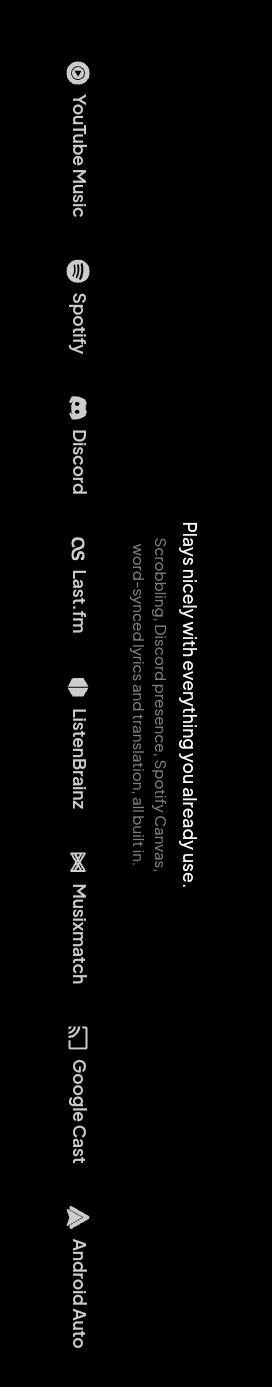 Plays nicely with everything you already use.
Scrobbling, Discord presence, Spotify Canvas,
word-synced lyrics and translation, all built in.
YouTube Music
Spotify
Discord
Last.fm
ListenBrainz
Musixmatch
Google Cast
Android Auto